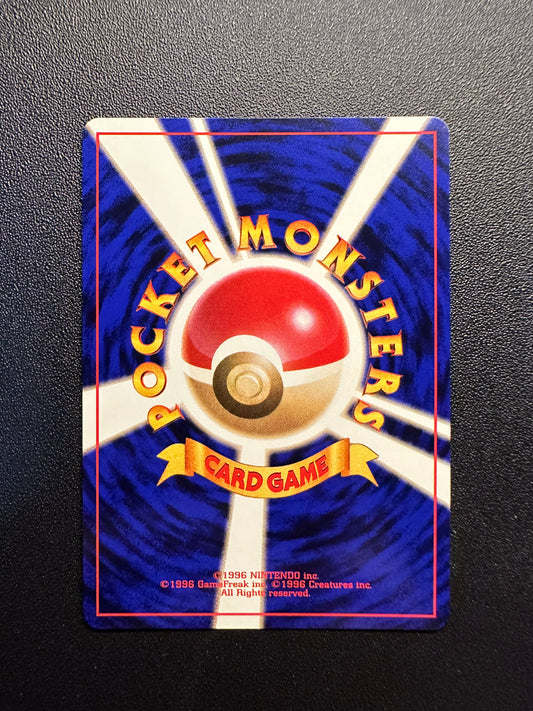 POCKET MONSTERS
CARD GAME
©1996 NINTENDO inc.
©1996 GameFreak inc. ©1996 Creatures inc.
All Rights reserved.